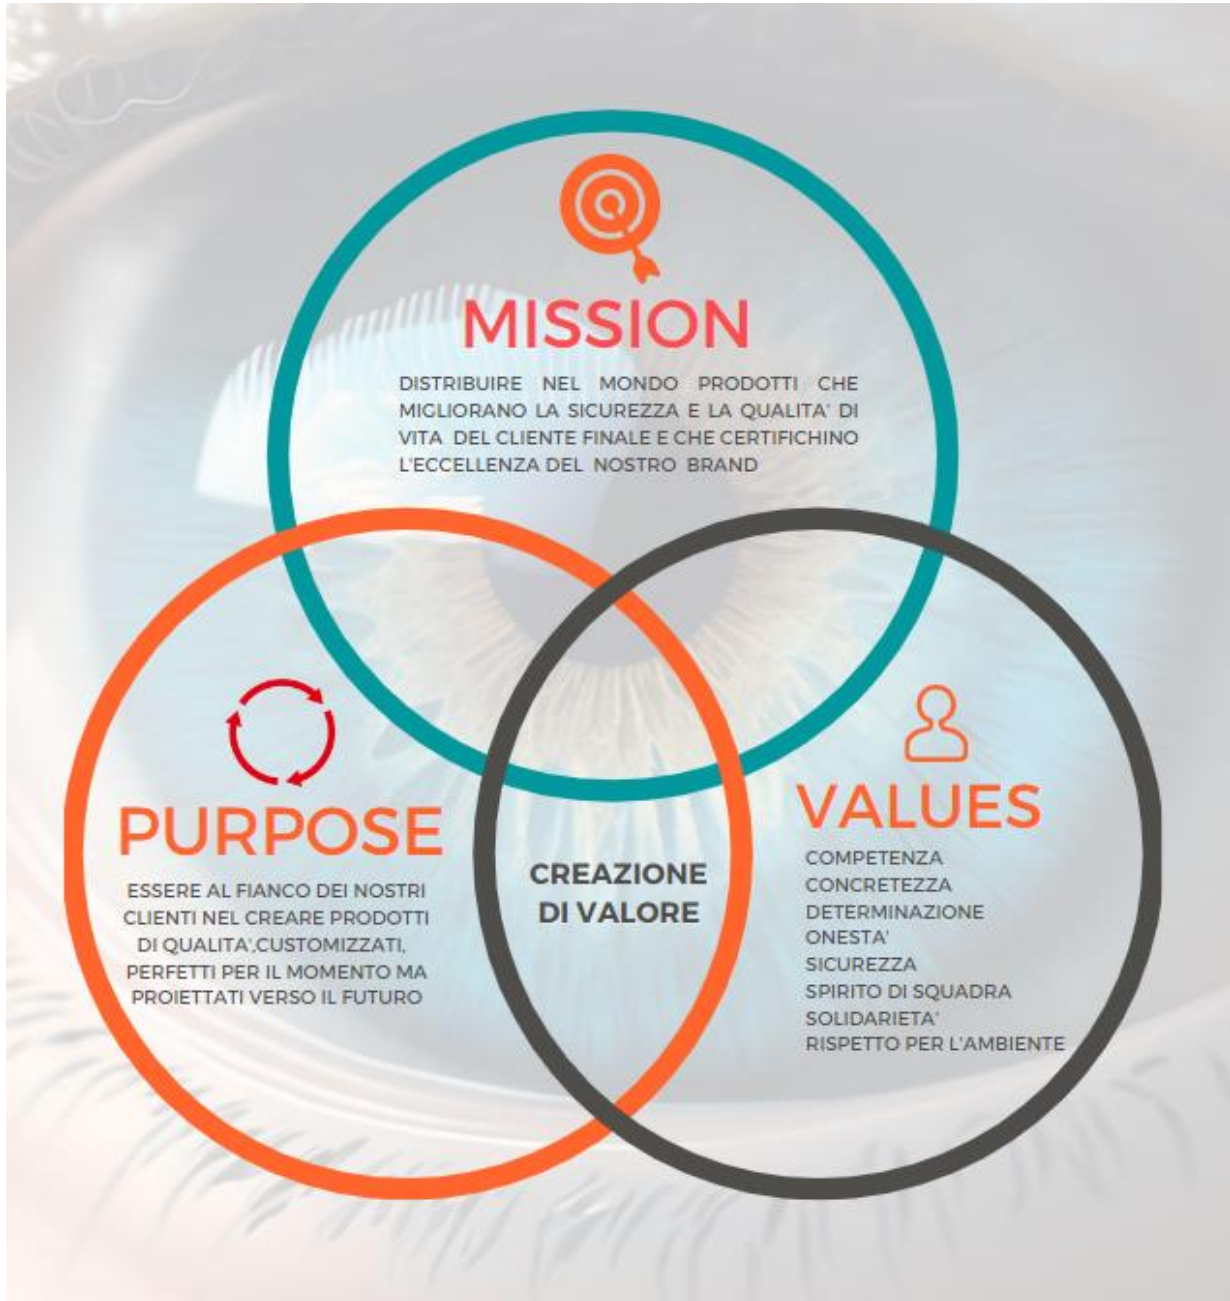 MISSION
DISTRIBUIRE NEL MONDO PRODOTTI CHE
MIGLIORANO LA SICUREZZA E LA QUALITA' DI
VITA DEL CLIENTE FINALE E CHE CERTIFICHINO
L'ECCELLENZA DEL NOSTRO BRAND
PURPOSE
ESSERE AL FIANCO DEI NOSTRI
CLIENTI NEL CREARE PRODOTTI
DI QUALITA',CUSTOMIZZATI,
PERFETTI PER IL MOMENTO MA
PROIETTATI VERSO IL FUTURO
CREAZIONE
DI VALORE
VALUES
COMPETENZA
CONCRETEZZA
DETERMINAZIONE
ONESTA'
SICUREZZA
SPIRITO DI SQUADRA
SOLIDARIETA'
RISPETTO PER L'AMBIENTE